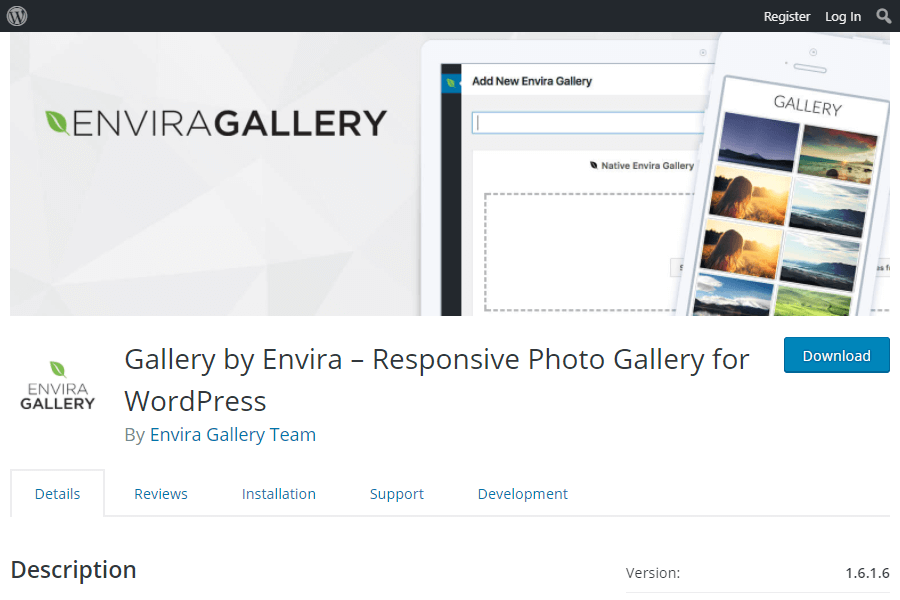 Register Log In
ENVIRAGALLERY
Add New Envira Gallery
Native Envira Gallery
GALLERY
ENVIRA
GALLERY
Gallery by Envira – Responsive Photo Gallery for
WordPress
By Envira Gallery Team
Download
Details Reviews Installation Support Development
Description
Version: 1.6.1.6